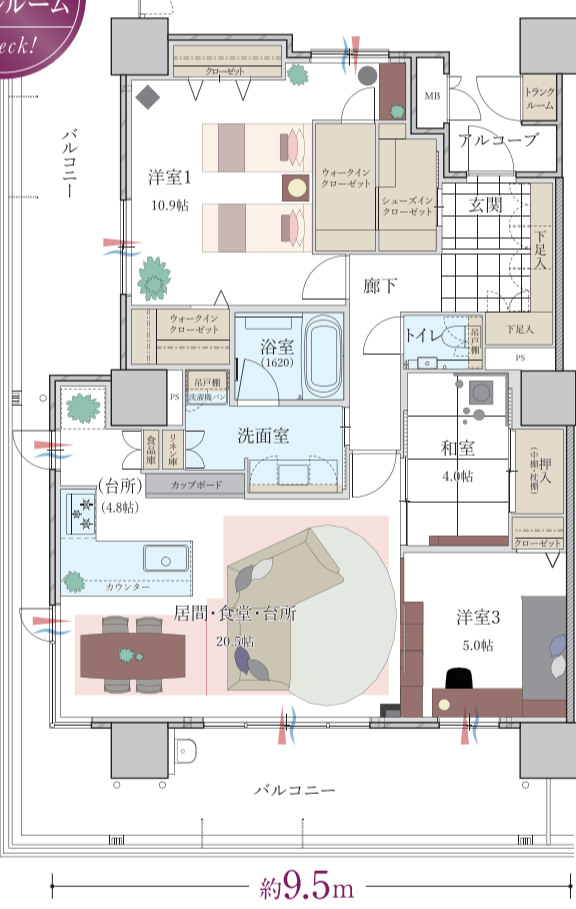 ルーム
eck!
クローゼット
MB
トランク
ルーム
アルコーブ
バルコニー
洋室1
10.9帖
ウォークイン
クローゼット
シューズイン
クローゼット
玄関
下足入
廊下
ウォークイン
クローゼット
浴室
(1620)
トイレ
吊戸棚
下足入
PS
PS
吊戸棚
洗濯機パン
洗面室
食品庫
リネン庫
和室
4.0帖
押入
(中棚・枕棚)
(台所)
(4.8帖)
カップボード
クローゼット
カウンター
居間・食堂・台所
20.5帖
洋室3
5.0帖
バルコニー
約9.5m